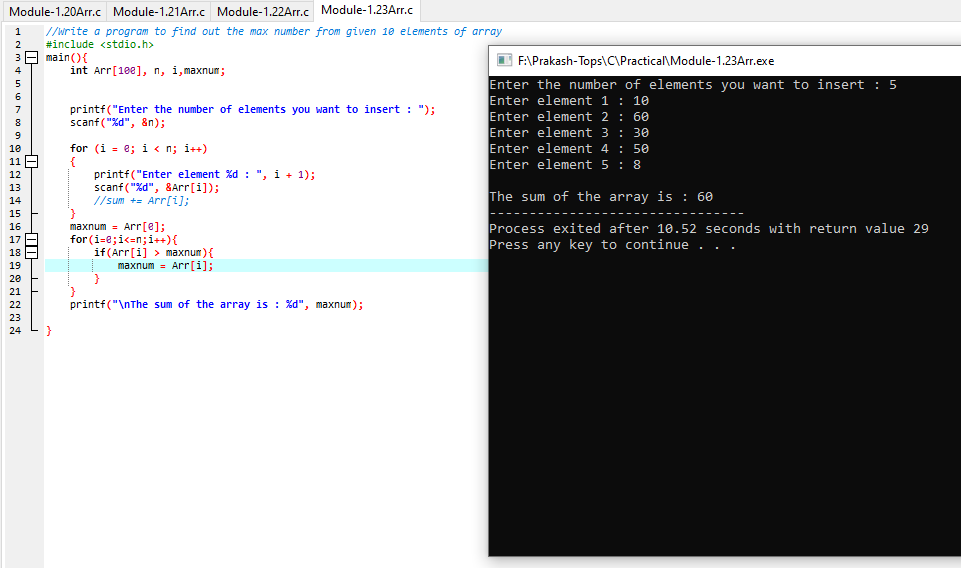 Module-1.20Arr.c Module-1.21Arr.c Module-1.22Arr.c Module-1.23Arr.c
1 //Write a program to find out the max number from given 10 elements of array
2 #include <stdio.h>
3 main(){
4 int Arr[100], n, i,maxnum;
5
6
7 printf("Enter the number of elements you want to insert : ");
8 scanf("%d", &n);
9
10 for (i = 0; i < n; i++)
11 {
12 printf("Enter element %d : ", i + 1);
13 scanf("%d", &Arr[i]);
14 //sum += Arr[i];
15 }
16 maxnum = Arr[0];
17 for(i=0;i<=n;i++){
18 if(Arr[i] > maxnum){
19 maxnum = Arr[i];
20 }
21 }
22 printf("\nThe sum of the array is : %d", maxnum);
23
24 }
F:\Prakash-Tops\C\Practical\Module-1.23Arr.exe
Enter the number of elements you want to insert : 5
Enter element 1 : 10
Enter element 2 : 60
Enter element 3 : 30
Enter element 4 : 50
Enter element 5 : 8
The sum of the array is : 60
--------------------------------
Process exited after 10.52 seconds with return value 29
Press any key to continue . . .